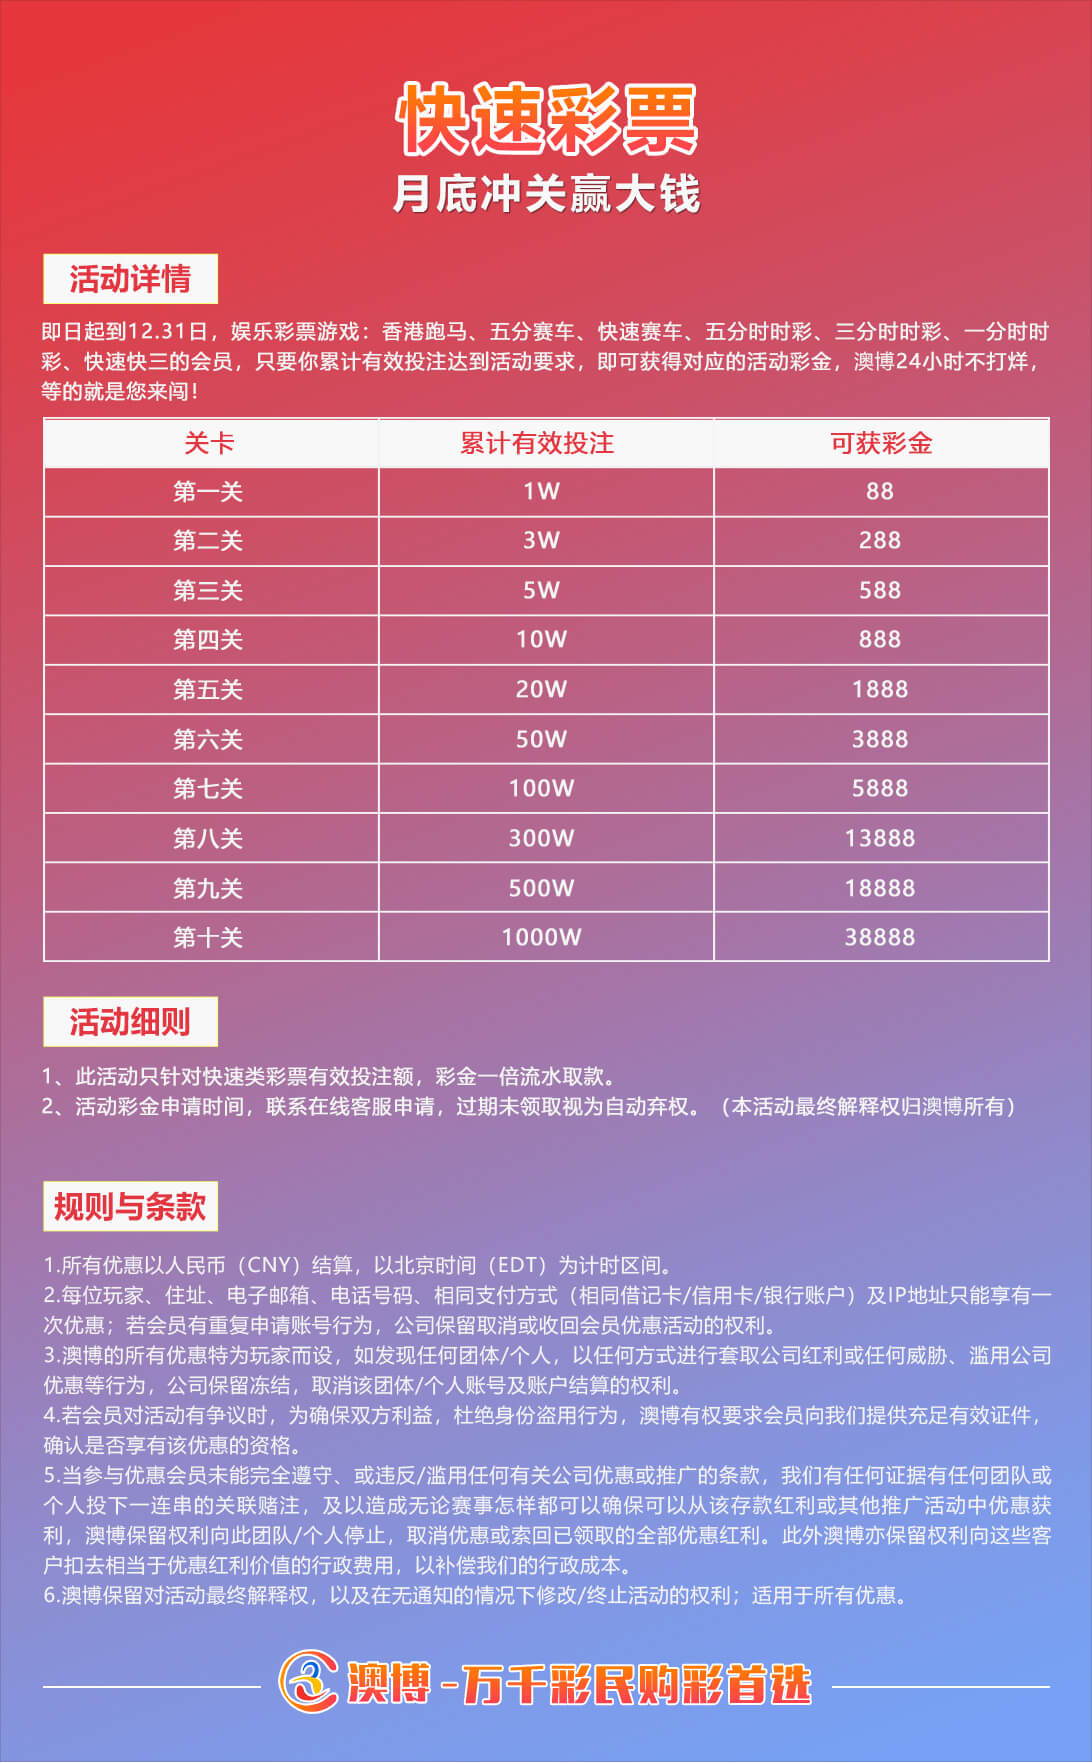 快速彩票
月底冲关赢大钱
活动详情
即日起到12.31日，娱乐彩票游戏：香港跑马、五分赛车、快速赛车、五分时时彩、三分时时彩、一分时时
彩、快速快三的会员，只要你累计有效投注达到活动要求，即可获得对应的活动彩金，澳博24小时不打烊，
等的就是您来闯！
关卡 累计有效投注 可获彩金
第一关 1W 88
第二关 3W 288
第三关 5W 588
第四关 10W 888
第五关 20W 1888
第六关 50W 3888
第七关 100W 5888
第八关 300W 13888
第九关 500W 18888
第十关 1000W 38888
活动细则
1、此活动只针对快速类彩票有效投注额，彩金一倍流水取款。
2、活动彩金申请时间，联系在线客服申请，过期未领取视为自动弃权。（本活动最终解释权归澳博所有）
规则与条款
1.所有优惠以人民币（CNY）结算，以北京时间（EDT）为计时区间。
2.每位玩家、住址、电子邮箱、电话号码、相同支付方式（相同借记卡/信用卡/银行账户）及IP地址只能享有一
次优惠；若会员有重复申请账号行为，公司保留取消或收回会员优惠活动的权利。
3.澳博的所有优惠特为玩家而设，如发现任何团体/个人，以任何方式进行套取公司红利或任何威胁、滥用公司
优惠等行为，公司保留冻结，取消该团体/个人账号及账户结算的权利。
4.若会员对活动有争议时，为确保双方利益，杜绝身份盗用行为，澳博有权要求会员向我们提供充足有效证件，
确认是否享有该优惠的资格。
5.当参与优惠会员未能完全遵守、或违反/滥用任何有关公司优惠或推广的条款，我们有任何证据有任何团队或
个人投下一连串的关联赌注，及以造成无论赛事怎样都可以确保可以从该存款红利或其他推广活动中优惠获
利，澳博保留权利向此团队/个人停止，取消优惠或索回已领取的全部优惠红利。此外澳博亦保留权利向这些客
户扣去相当于优惠红利价值的行政费用，以补偿我们的行政成本。
6.澳博保留对活动最终解释权，以及在无通知的情况下修改/终止活动的权利；适用于所有优惠。
澳博-万千彩民购彩首选